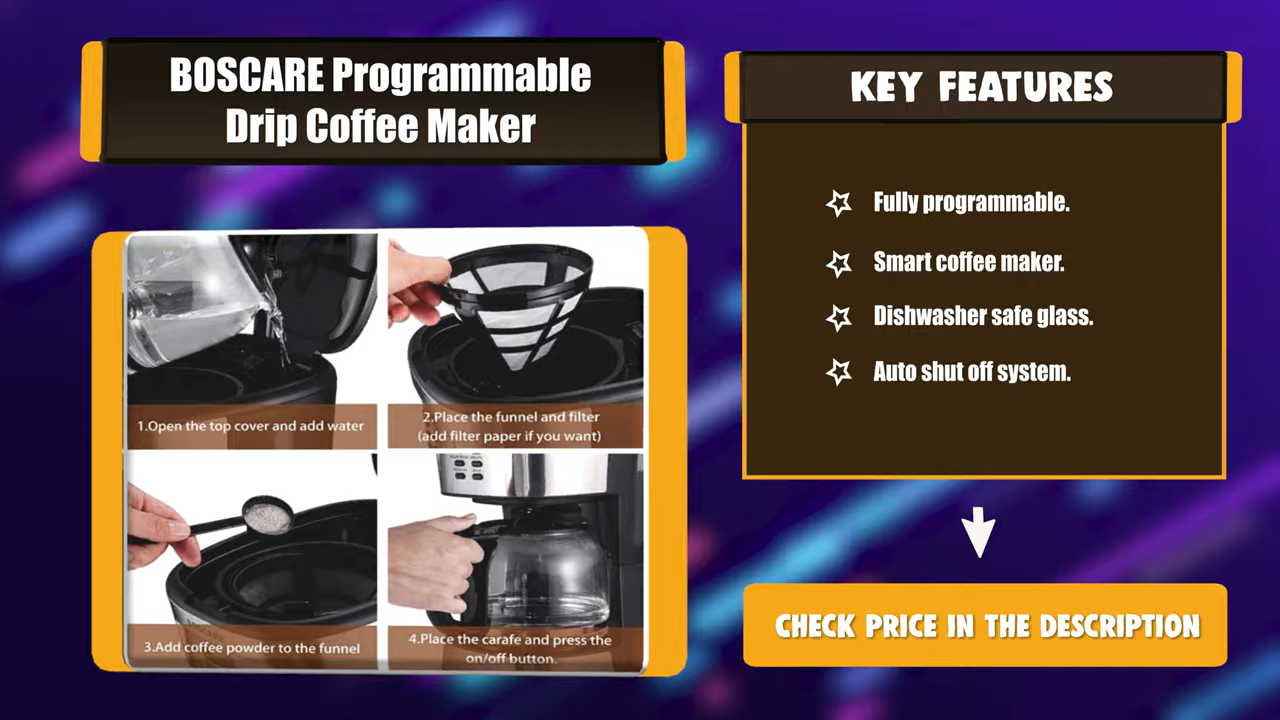 BOSCARE Programmable
Drip Coffee Maker
1.Open the top cover and add water
2.Place the funnel and filter
(add filter paper if you want)
3.Add coffee powder to the funnel
4.Place the carafe and press the
on/off button.
KEY FEATURES
Fully programmable.
Smart coffee maker.
Dishwasher safe glass.
Auto shut off system.
CHECK PRICE IN THE DESCRIPTION